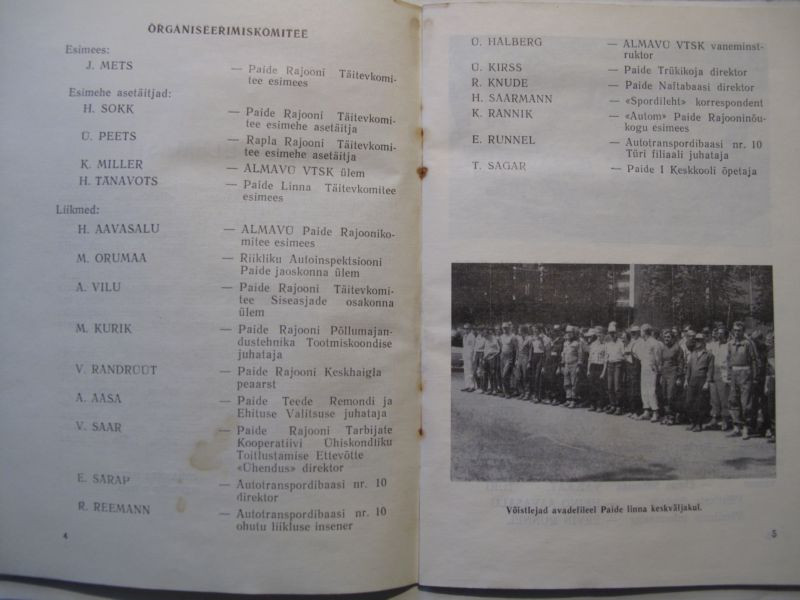 ORGANISEERIMISKOMITEE
Esimees:
J. METS — Paide Rajooni Täitevkomi-
tee esimees
Esimehe asetäitjad:
H. SOKK — Paide Rajooni Täitevkomi-
tee esimehe asetäitja
Ü. PEETS — Rapla Rajooni Täitevkomi-
tee esimehe asetäitja
K. MILLER — ALMAVÜ VTSK ülem
H. TÄNAVOTS — Paide Linna Täitevkomitee
esimees
Liikmed:
H. AAVASALU — ALMAVÜ Paide Rajooniko-
mitee esimees
M. ORUMAA — Riikliku Autoinspektsiooni
Paide jaoskonna ülem
A. VILU — Paide Rajooni Täitevkomi-
tee Siseasjade osakonna
ülem
M. KURIK — Paide Rajooni Põllumajan-
dustehnika Tootmiskoondise
juhataja
V. RANDRÜÜT — Paide Rajooni Keskhaigla
peaarst
A. AASA — Paide Teede Remondi ja
Ehituse Valitsuse juhataja
V. SAAR — Paide Rajooni Tarbijate
Kooperatiivi Ühiskondliku
Toitlustamise Ettevõtte
«Ühendus» direktor
E. SARAP — Autotranspordibaasi nr. 10
direktor
R. REEMANN — Autotranspordibaasi nr. 10
ohutu liikluse insener
4
Ü. HALBERG — ALMAVÜ VTSK vaneminst-
ruktor
Ü. KIRSS — Paide Trükikoja direktor
R. KNUDE — Paide Naftabaasi direktor
H. SAARMANN — «Spordileht» korrespondent
K. RANNIK — «Autom» Paide Rajooninõu-
kogu esimees
E. RUNNEL — Autotranspordibaasi nr. 10
Türi filiaali juhataja
T. SAGAR — Paide I Keskkooli õpetaja
Võistlejad avadefileel Paide linna keskväljakul.
5